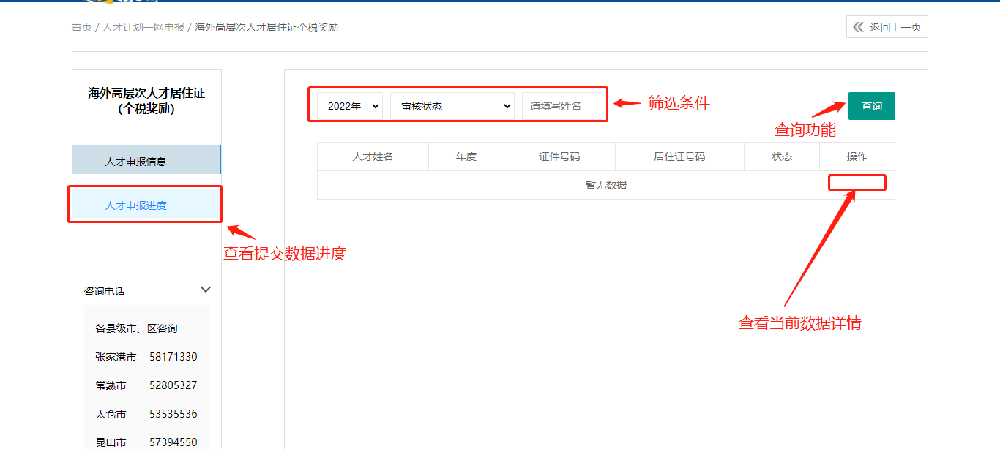 首页 / 人才计划一网申报 / 海外高层次人才居住证个税奖励
返回上一页
海外高层次人才居住证
(个税奖励)
人才申报信息
人才申报进度
查看提交数据进度
咨询电话
各县级市、区咨询
张家港市 58171330
常熟市 52805327
太仓市 53535536
昆山市 57394550
2022年 审核状态 请填写姓名
筛选条件
查询
查询功能
人才姓名 年度 证件号码 居住证号码 状态 操作
暂无数据
查看当前数据详情